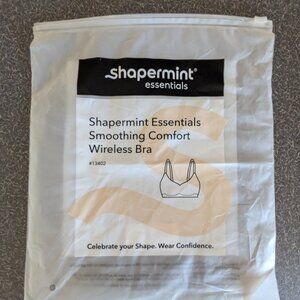 shapermint®
essentials
Shapermint Essentials
Smoothing Comfort
Wireless Bra
#13402
Celebrate your Shape. Wear Confidence.